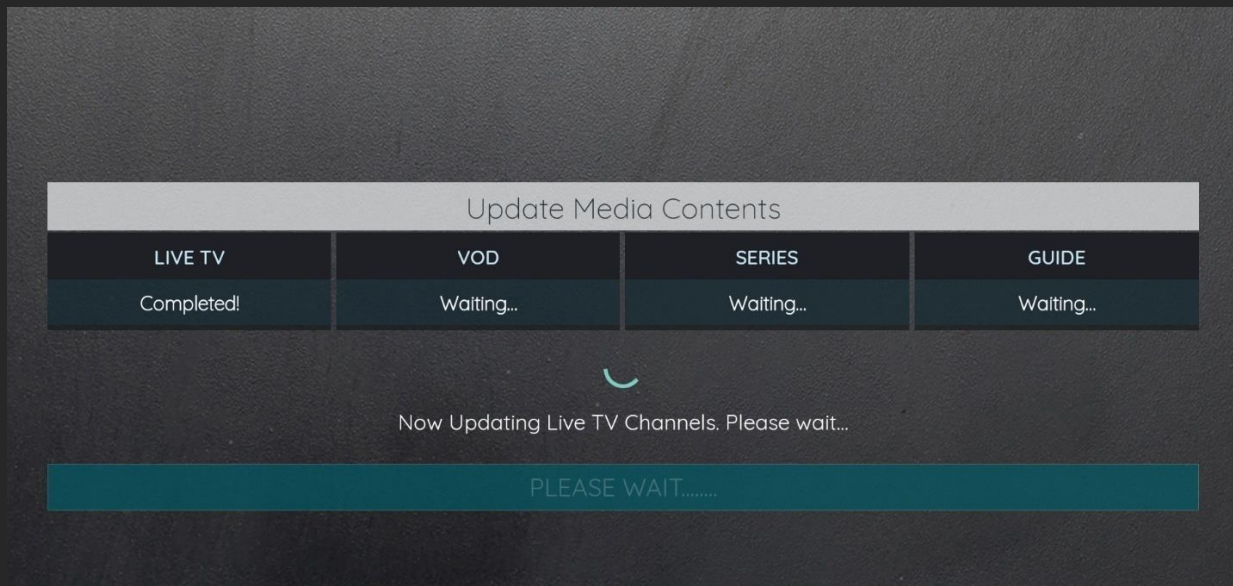 Update Media Contents
LIVE TV VOD SERIES GUIDE
Completed! Waiting... Waiting... Waiting...
Now Updating Live TV Channels. Please wait...
PLEASE WAIT........